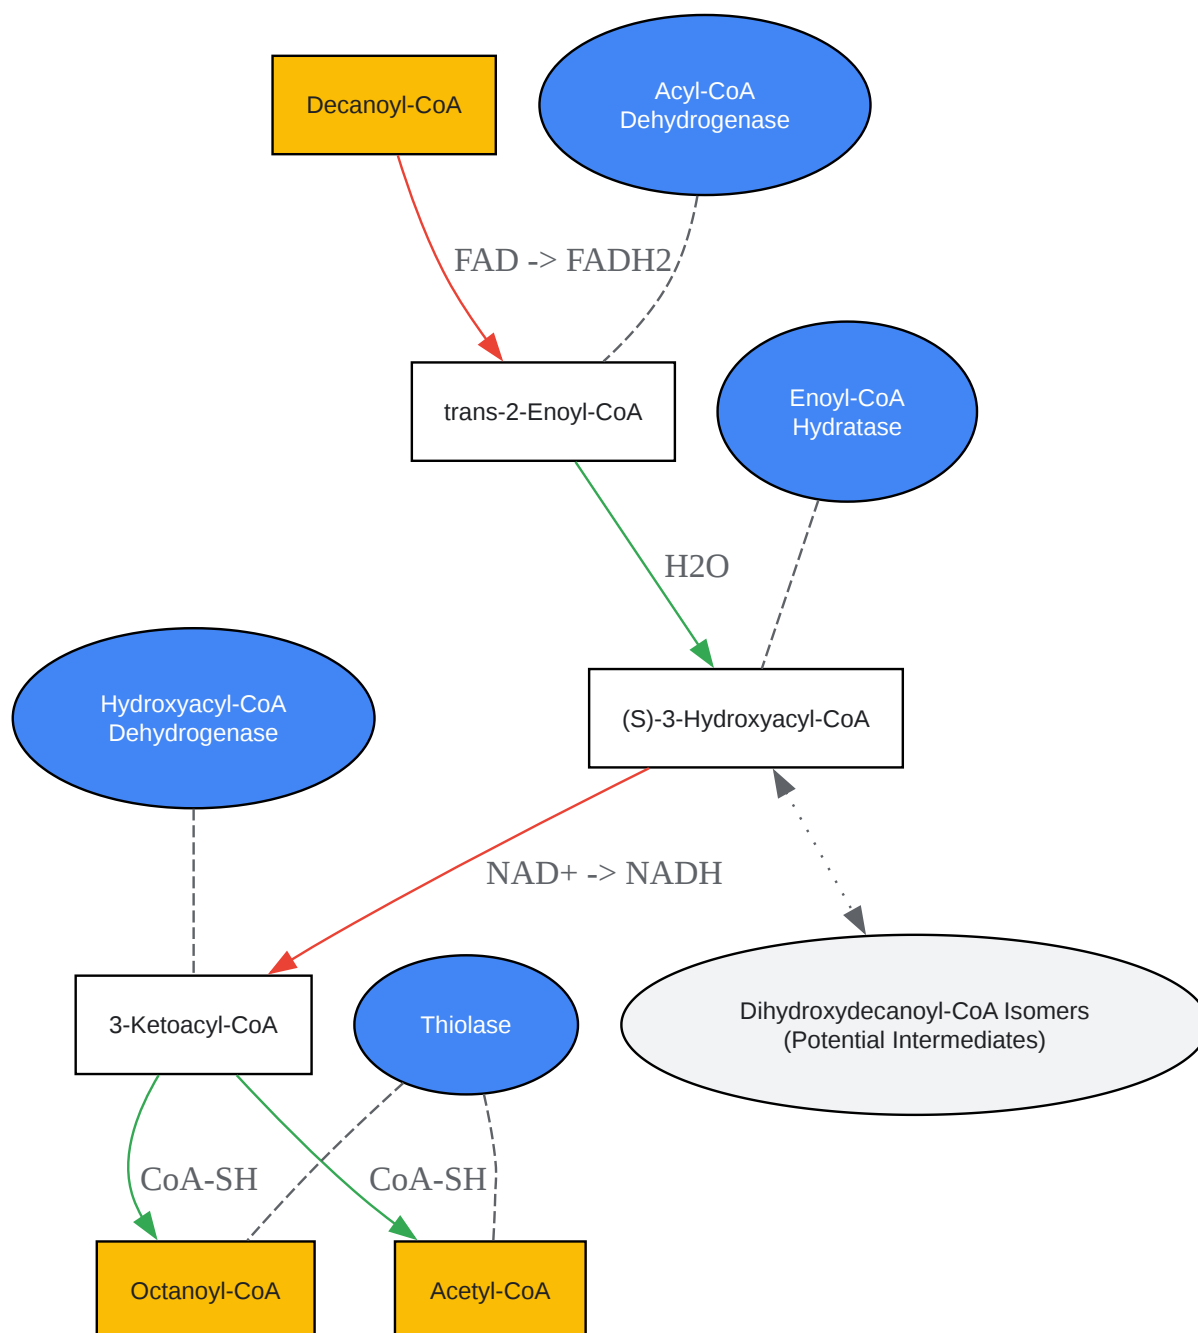 Decanoyl-CoA
Acyl-CoA
Dehydrogenase
FAD -> FADH2
trans-2-Enoyl-CoA
Enoyl-CoA
Hydratase
H2O
Hydroxyacyl-CoA
Dehydrogenase
(S)-3-Hydroxyacyl-CoA
NAD+ -> NADH
3-Ketoacyl-CoA
Thiolase
Dihydroxydecanoyl-CoA Isomers
(Potential Intermediates)
CoA-SH
CoA-SH
Octanoyl-CoA
Acetyl-CoA